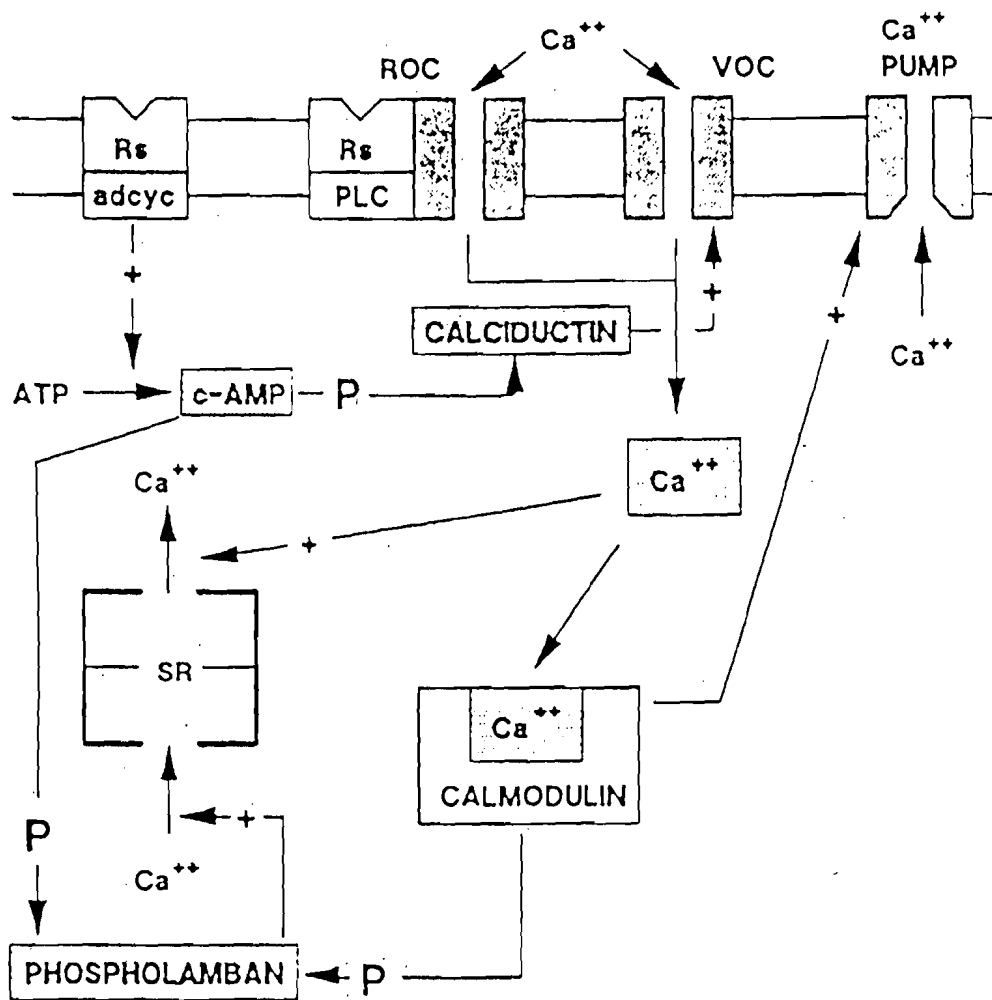 Ca++
Ca++
ROC
VOC
PUMP
Rs
Rs
adcyc
PLC
+
+
+
CALCIDUCTIN
Ca++
ATP
c-AMP
P
Ca++
Ca++
+
SR
Ca++
CALMODULIN
P
+
Ca++
PHOSPHOLAMBAN
P